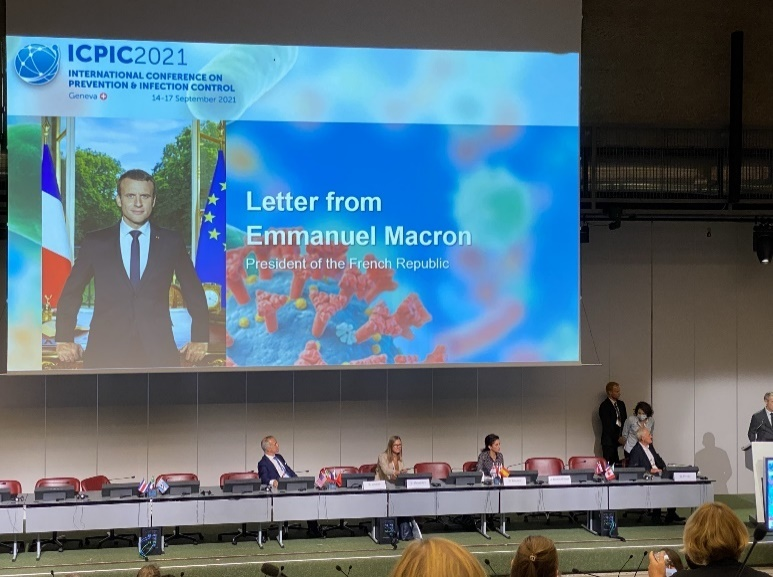 ICPIC2021
INTERNATIONAL CONFERENCE ON
PREVENTION & INFECTION CONTROL
Geneva 14-17 September 2021
Letter from
Emmanuel Macron
President of the French Republic